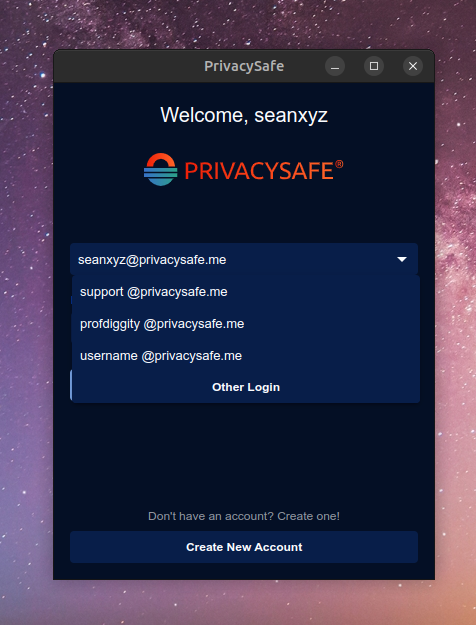 PrivacySafe
Welcome, seanxyz
PRIVACYSAFE®
seanxyz@privacysafe.me
support @privacysafe.me
profdiggity @privacysafe.me
username @privacysafe.me
Other Login
Don't have an account? Create one!
Create New Account